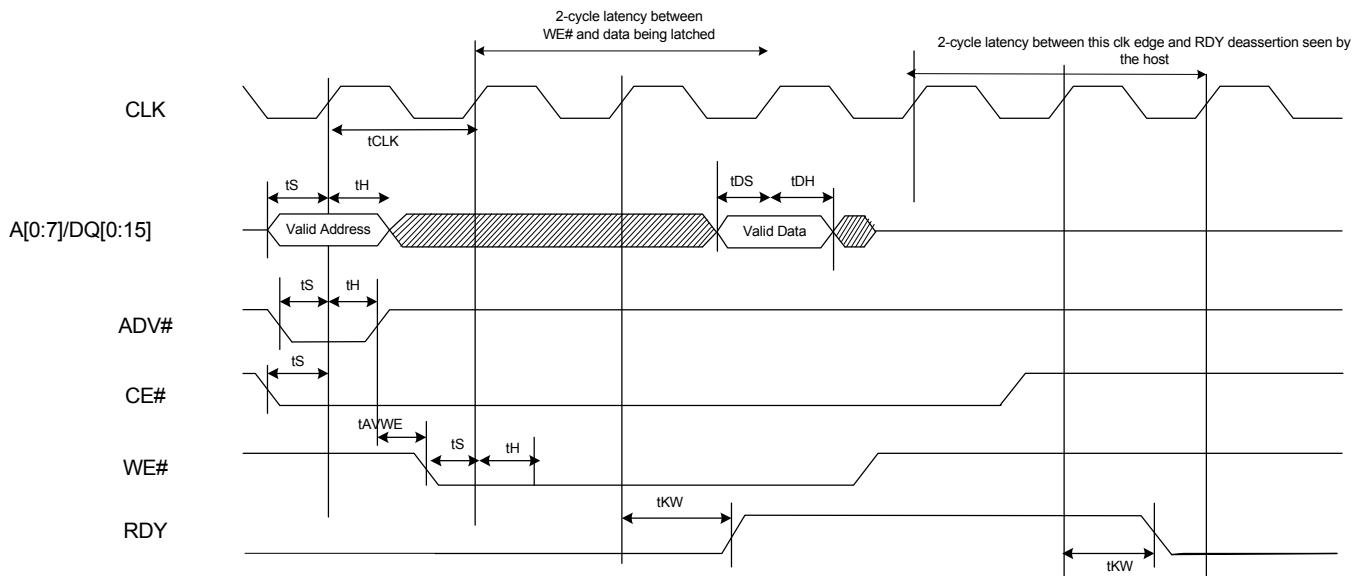 2-cycle latency between
WE# and data being latched
2-cycle latency between this clk edge and RDY deassertion seen by
the host
CLK
tCLK
tS
tH
tDS
tDH
A[0:7]/DQ[0:15]
Valid Address
Valid Data
tS
tH
ADV#
tS
CE#
tAVWE
tS
tH
WE#
tKW
RDY
tKW